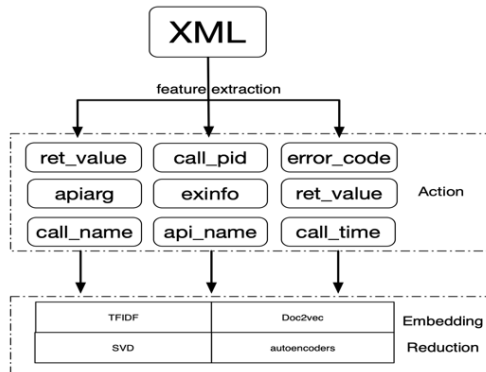 XML
feature extraction
ret_value call_pid error_code
apiarg exinfo ret_value Action
call_name api_name call_time
TFIDF Doc2vec Embedding
SVD autoencoders Reduction